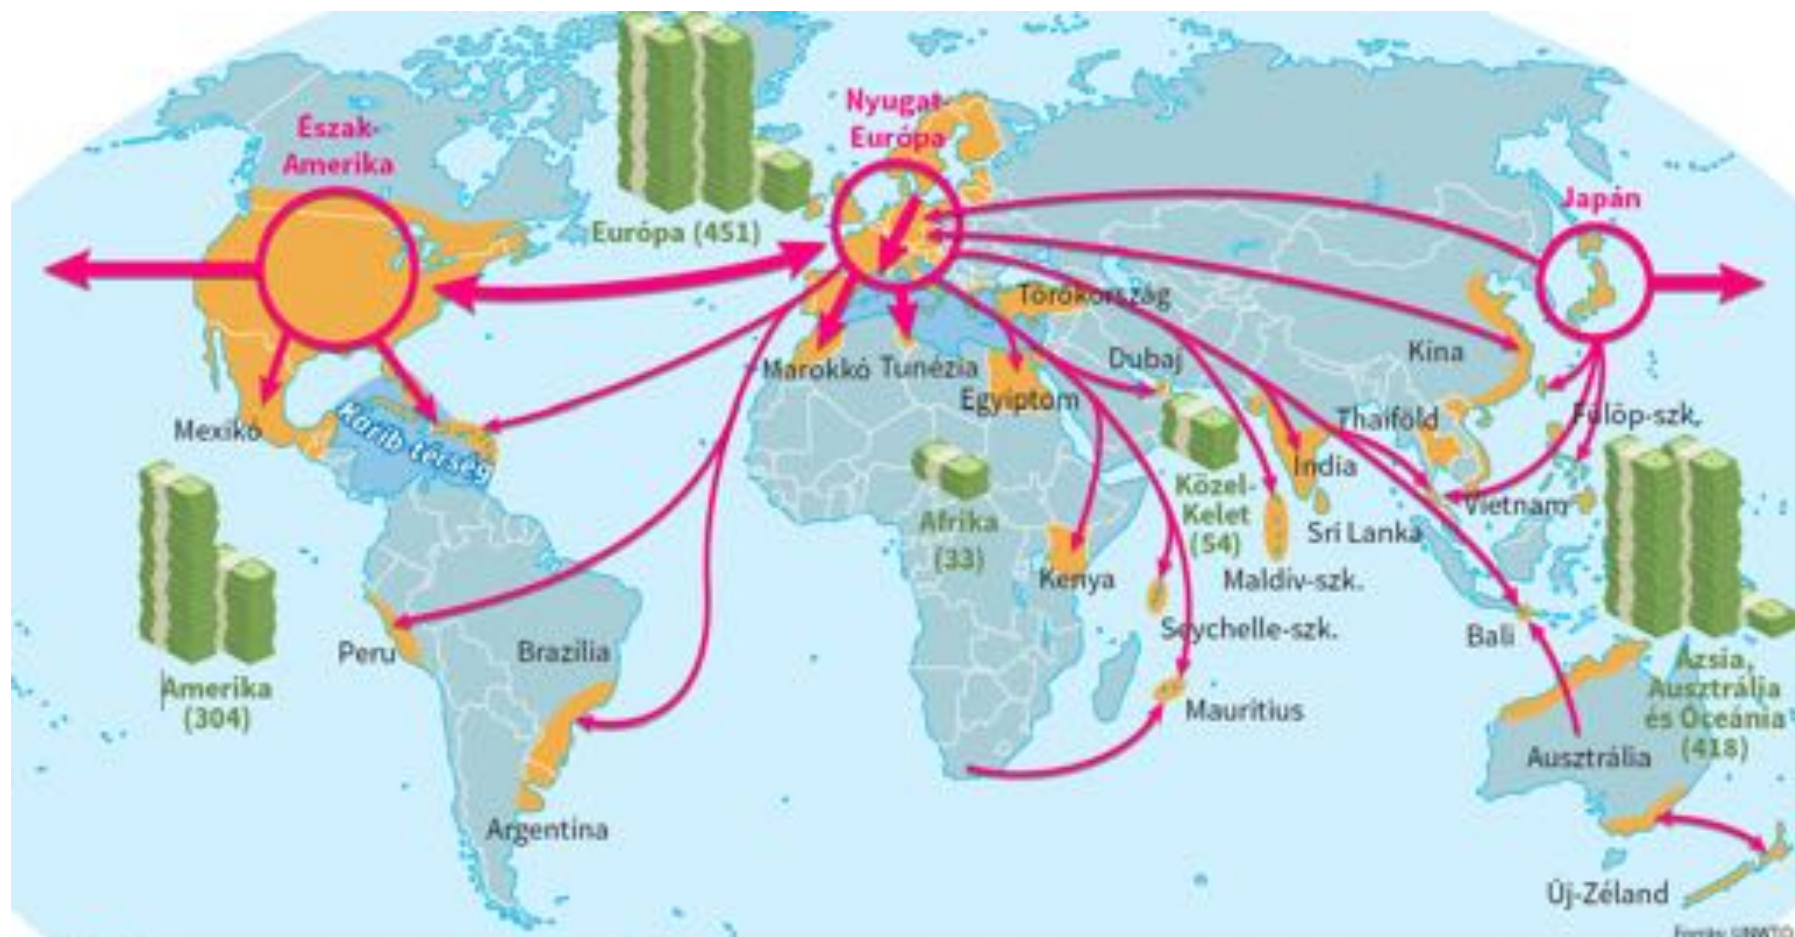 Észak-
Amerika
Nyugat-
Európa
Japán
Európa (451)
Törökország
Marokkó
Tunézia
Egyiptom
Dubaj
Kína
Mexikó
Karib térség
Thaiföld
Fülöp-szk.
India
Közel-
Kelet
(54)
Vietnam
Afrika
(33)
Srí Lanka
Kenya
Maldív-szk.
Seychelle-szk.
Bali
Peru
Brazília
Amerika
(304)
Mauritius
Ázsia,
Ausztrália
és Óceánia
(418)
Ausztrália
Argentína
Új-Zéland